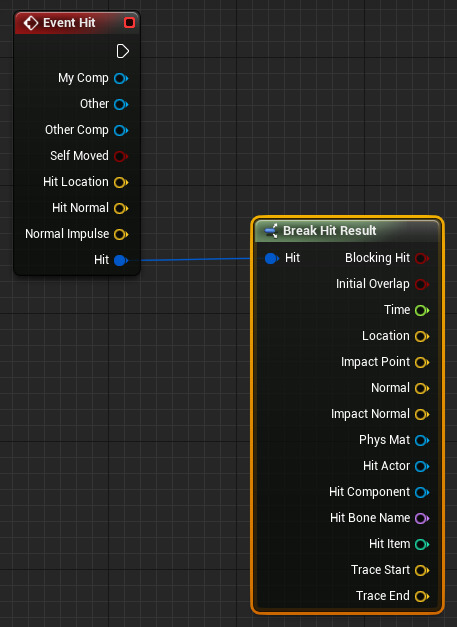 Event Hit
My Comp
Other
Other Comp
Self Moved
Hit Location
Hit Normal
Normal Impulse
Hit
Break Hit Result
Hit
Blocking Hit
Initial Overlap
Time
Location
Impact Point
Normal
Impact Normal
Phys Mat
Hit Actor
Hit Component
Hit Bone Name
Hit Item
Trace Start
Trace End